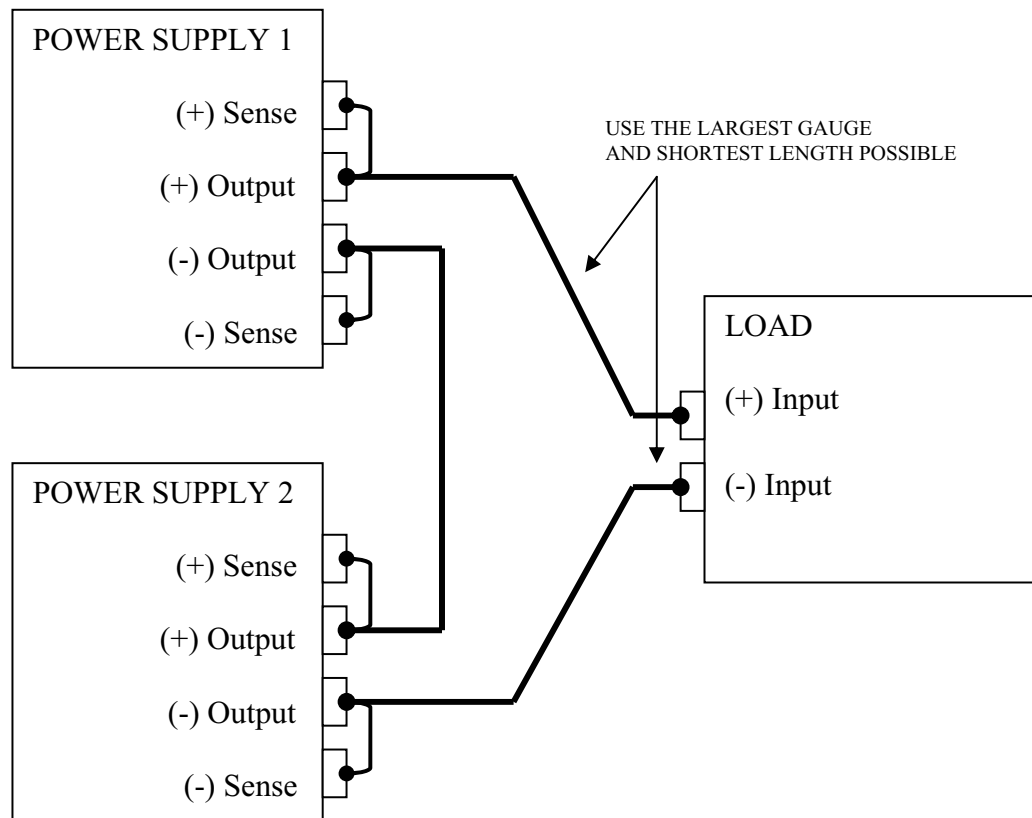 POWER SUPPLY 1
(+) Sense
(+) Output
(-) Output
(-) Sense
USE THE LARGEST GAUGE
AND SHORTEST LENGTH POSSIBLE
LOAD
(+) Input
(-) Input
POWER SUPPLY 2
(+) Sense
(+) Output
(-) Output
(-) Sense